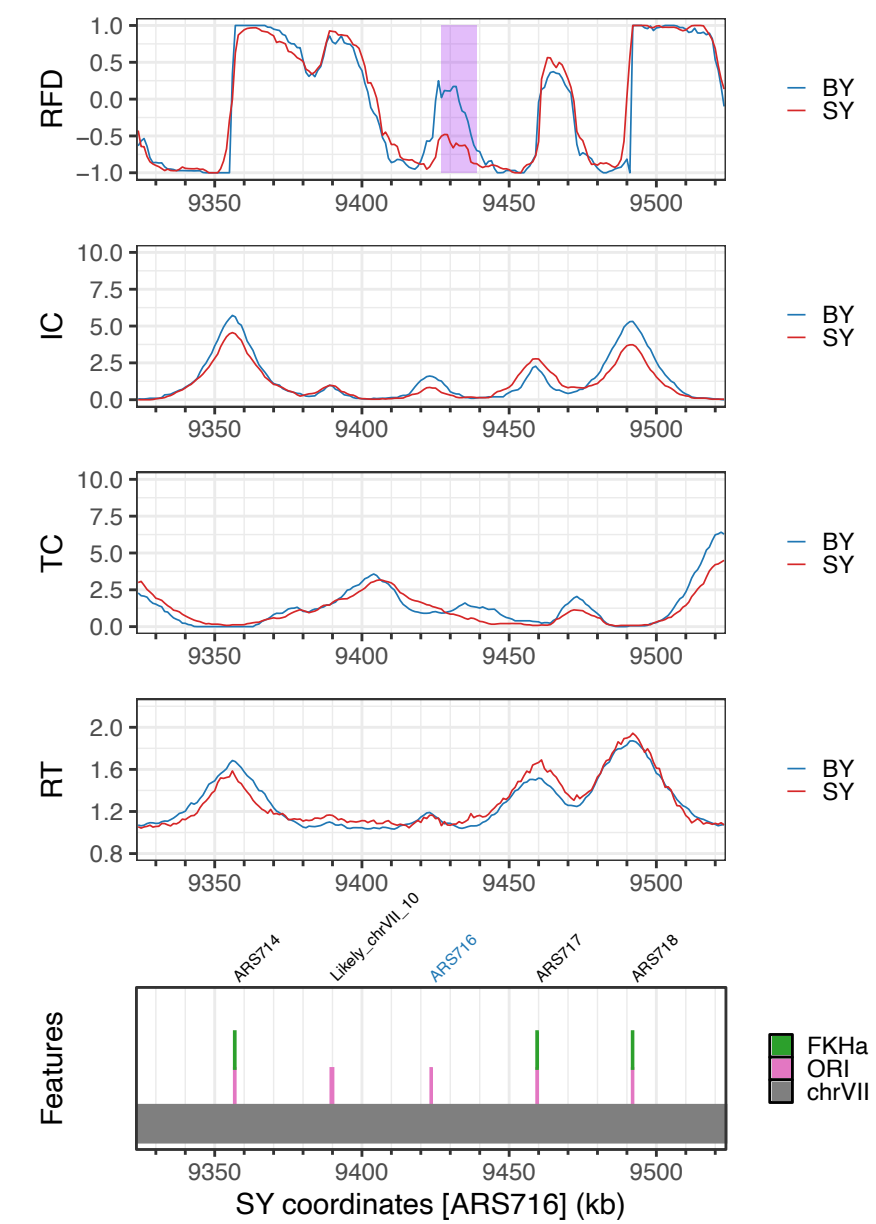 1.0
0.5
0.0
−0.5
−1.0
RFD
9350 9400 9450 9500
BY
SY
10.0
7.5
5.0
2.5
0.0
IC
9350 9400 9450 9500
BY
SY
10.0
7.5
5.0
2.5
0.0
TC
9350 9400 9450 9500
BY
SY
2.0
1.6
1.2
0.8
RT
9350 9400 9450 9500
BY
SY
ARS714
Likely_chrVII_10
ARS716
ARS717
ARS718
Features
FKHa
ORI
chrVII
9350 9400 9450 9500
SY coordinates [ARS716] (kb)